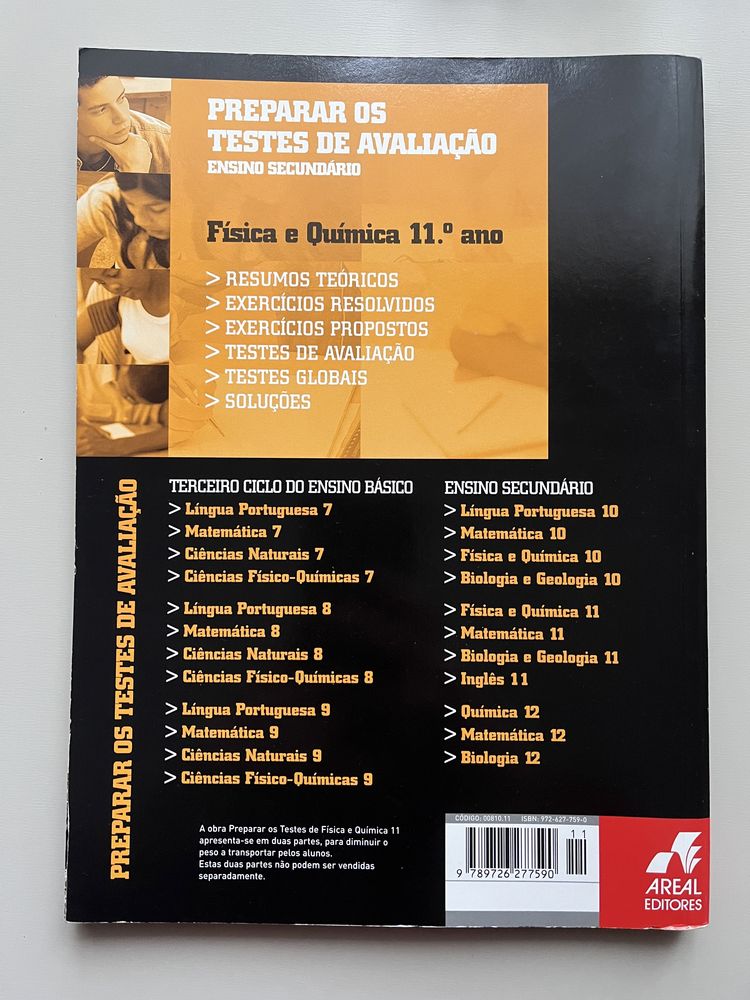 PREPARAR OS
TESTES DE AVALIAÇÃO
ENSINO SECUNDÁRIO
Física e Química 11.º ano
> RESUMOS TEÓRICOS
> EXERCÍCIOS RESOLVIDOS
> EXERCÍCIOS PROPOSTOS
> TESTES DE AVALIAÇÃO
> TESTES GLOBAIS
> SOLUÇÕES
PREPARAR OS TESTES DE AVALIAÇÃO
TERCEIRO CICLO DO ENSINO BÁSICO
> Língua Portuguesa 7
> Matemática 7
> Ciências Naturais 7
> Ciências Físico-Químicas 7
> Língua Portuguesa 8
> Matemática 8
> Ciências Naturais 8
> Ciências Físico-Químicas 8
> Língua Portuguesa 9
> Matemática 9
> Ciências Naturais 9
> Ciências Físico-Químicas 9
ENSINO SECUNDÁRIO
> Língua Portuguesa 10
> Matemática 10
> Física e Química 10
> Biologia e Geologia 10
> Física e Química 11
> Matemática 11
> Biologia e Geologia 11
> Inglês 11
> Química 12
> Matemática 12
> Biologia 12
A obra Preparar os Testes de Física e Química 11
apresenta-se em duas partes, para diminuir o
peso a transportar pelos alunos.
Estas duas partes não podem ser vendidas
separadamente.
CÓDIGO: 00810.11 ISBN: 972-627-759-0
11
9 789726 277590
AREAL
EDITORES